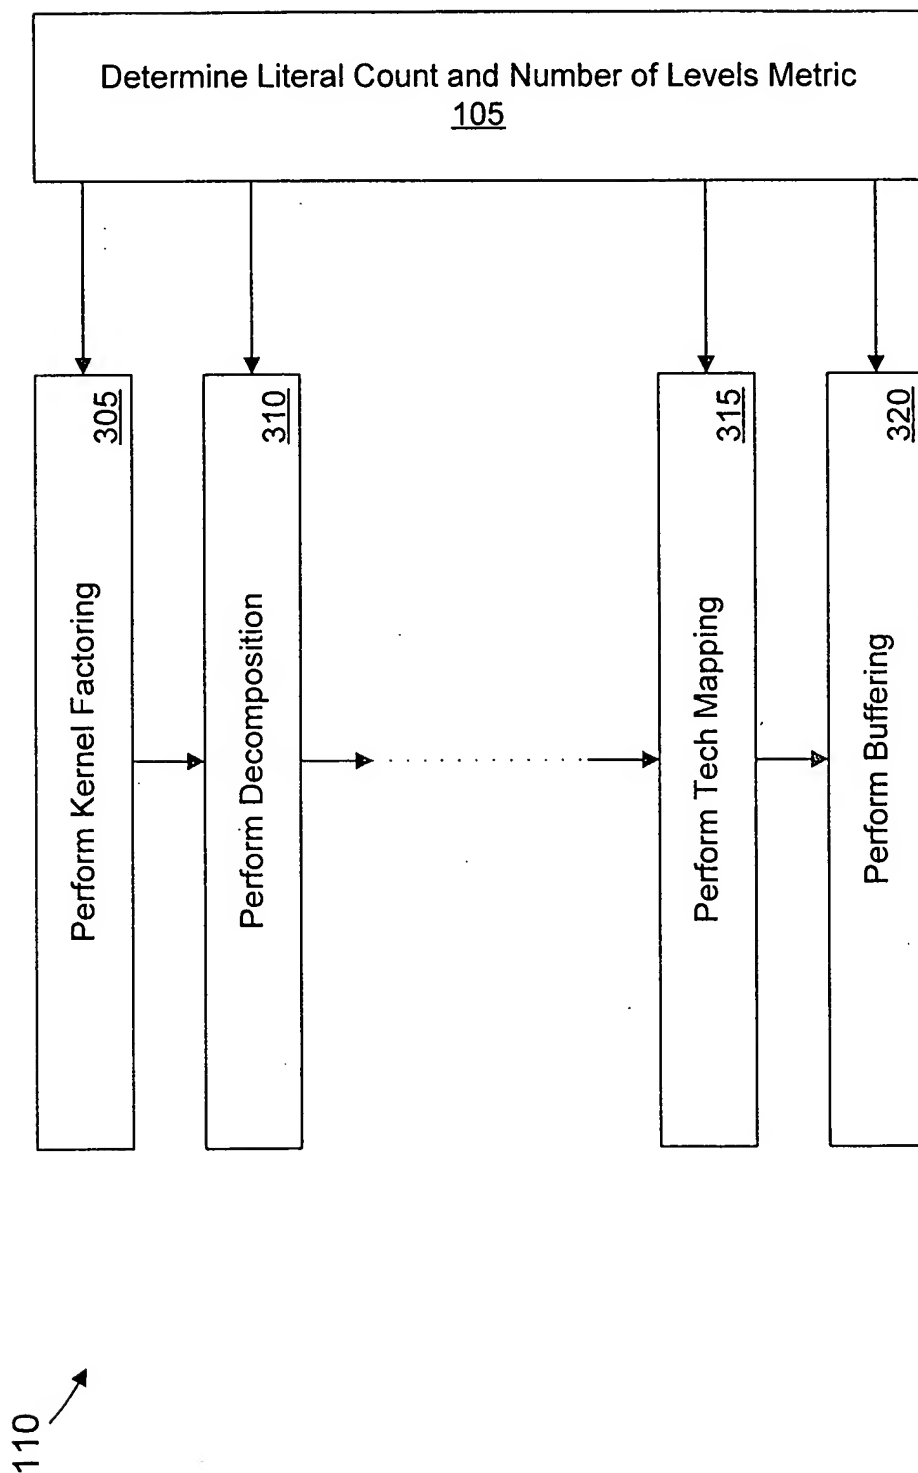 Determine Literal Count and Number of Levels Metric
105
Perform Kernel Factoring
305
Perform Decomposition
310
Perform Tech Mapping
315
Perform Buffering
320
110